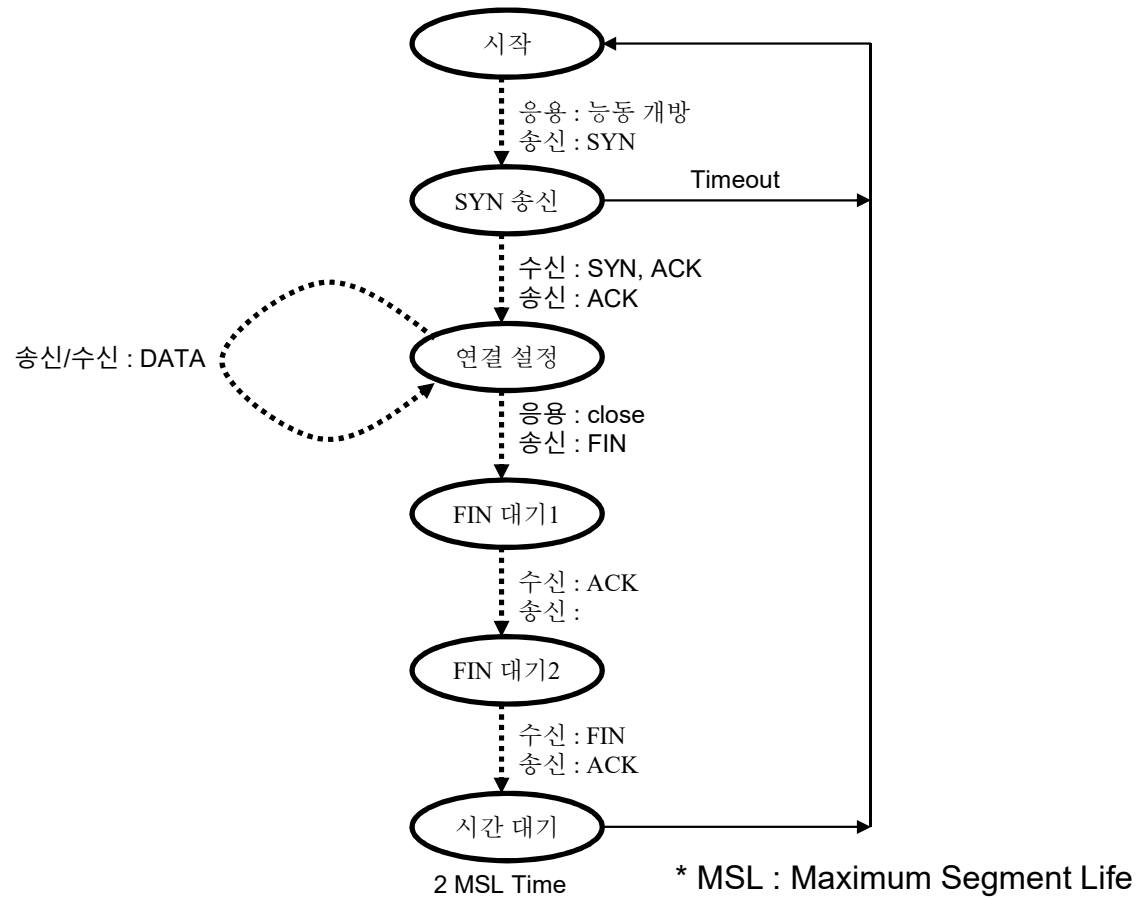 시작
응용 : 능동 개방
송신 : SYN
SYN 송신
Timeout
수신 : SYN, ACK
송신 : ACK
송신/수신 : DATA
연결 설정
응용 : close
송신 : FIN
FIN 대기1
수신 : ACK
송신 :
FIN 대기2
수신 : FIN
송신 : ACK
시간 대기
2 MSL Time
* MSL : Maximum Segment Life